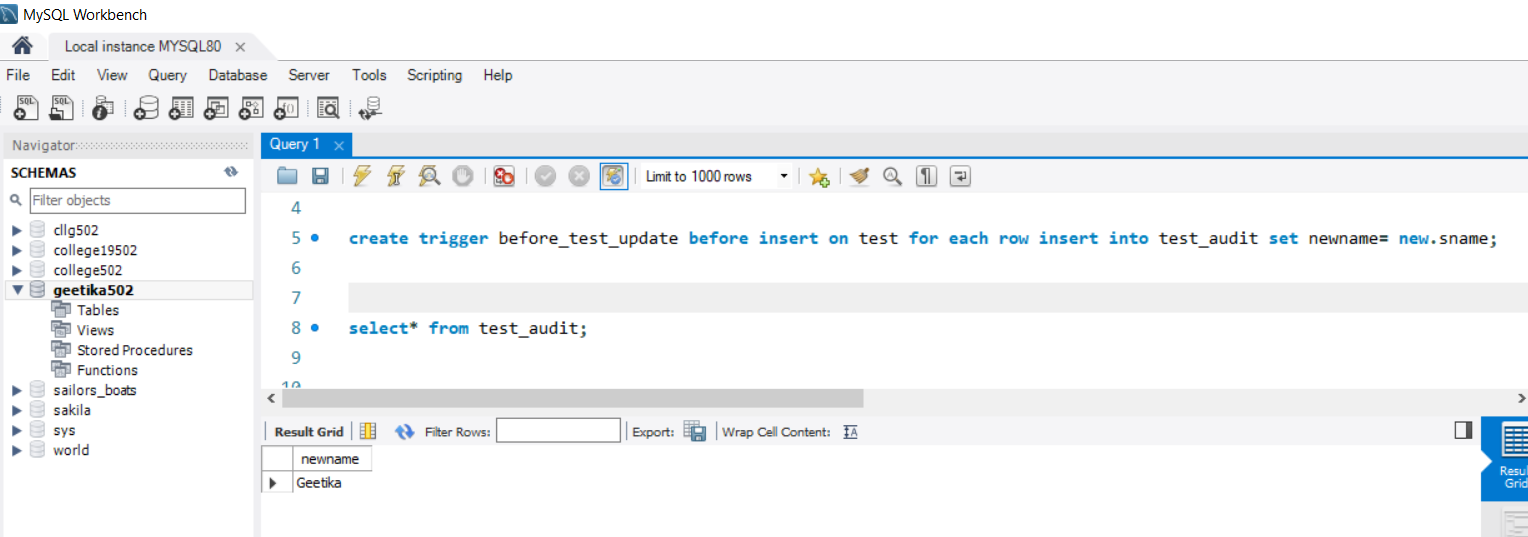 MySQL Workbench
Local instance MYSQL80
File Edit View Query Database Server Tools Scripting Help
Navigator
Query 1
SCHEMAS
Limit to 1000 rows
Filter objects
cllg502
college19502
college502
geetika502
Tables
Views
Stored Procedures
Functions
sailors_boats
sakila
sys
world
4
5 create trigger before_test_update before insert on test for each row insert into test_audit set newname= new.sname;
6
7
8 select* from test_audit;
9
10
Result Grid Filter Rows: Export: Wrap Cell Content:
newname
Geetika
Grid